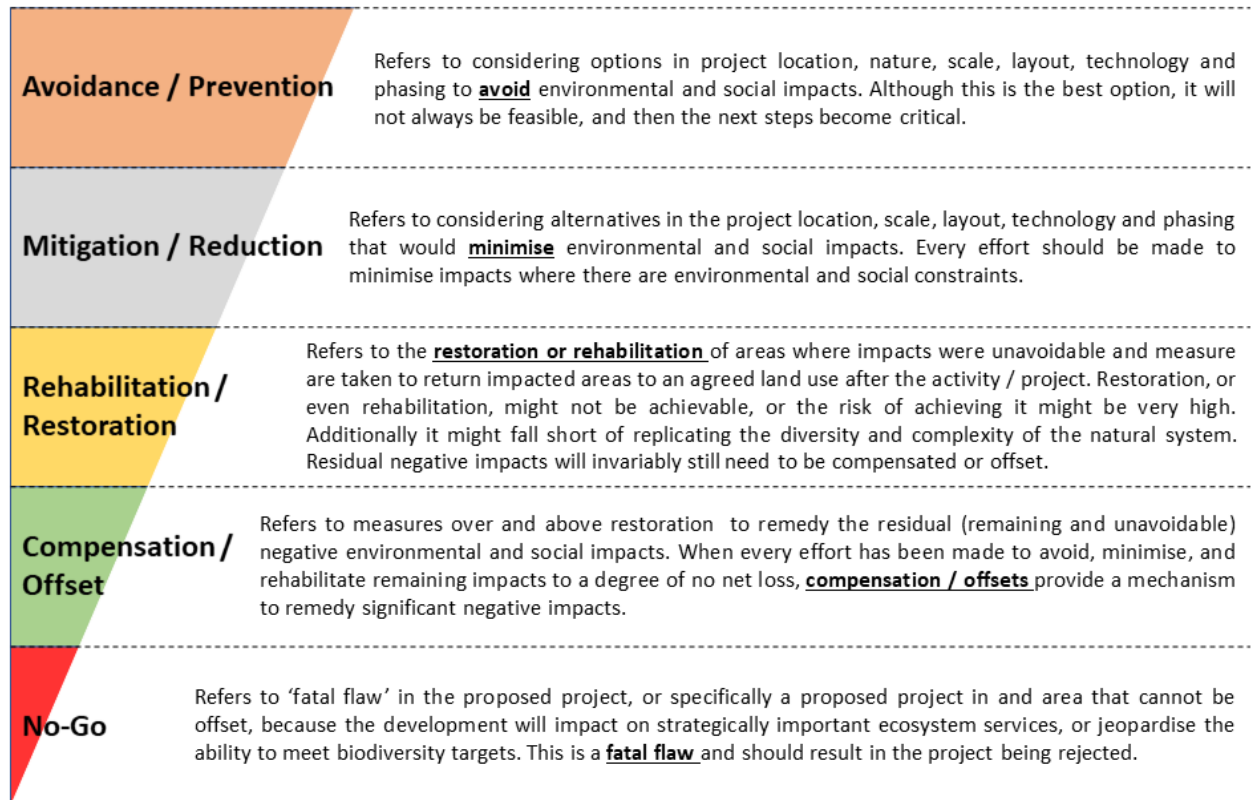 Avoidance / Prevention
Refers to considering options in project location, nature, scale, layout, technology and
phasing to avoid environmental and social impacts. Although this is the best option, it will
not always be feasible, and then the next steps become critical.
Mitigation / Reduction
Refers to considering alternatives in the project location, scale, layout, technology and phasing
that would minimise environmental and social impacts. Every effort should be made to
minimise impacts where there are environmental and social constraints.
Rehabilitation /
Restoration
Refers to the restoration or rehabilitation of areas where impacts were unavoidable and measure
are taken to return impacted areas to an agreed land use after the activity / project. Restoration, or
even rehabilitation, might not be achievable, or the risk of achieving it might be very high.
Additionally it might fall short of replicating the diversity and complexity of the natural system.
Residual negative impacts will invariably still need to be compensated or offset.
Compensation /
Offset
Refers to measures over and above restoration to remedy the residual (remaining and unavoidable)
negative environmental and social impacts. When every effort has been made to avoid, minimise, and
rehabilitate remaining impacts to a degree of no net loss, compensation / offsets provide a mechanism
to remedy significant negative impacts.
No-Go
Refers to ‘fatal flaw’ in the proposed project, or specifically a proposed project in and area that cannot be
offset, because the development will impact on strategically important ecosystem services, or jeopardise the
ability to meet biodiversity targets. This is a fatal flaw and should result in the project being rejected.